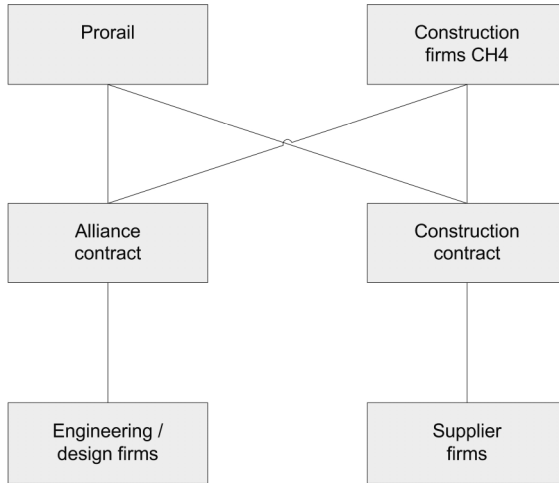 Prorail
Construction
firms CH4
Alliance
contract
Construction
contract
Engineering /
design firms
Supplier
firms